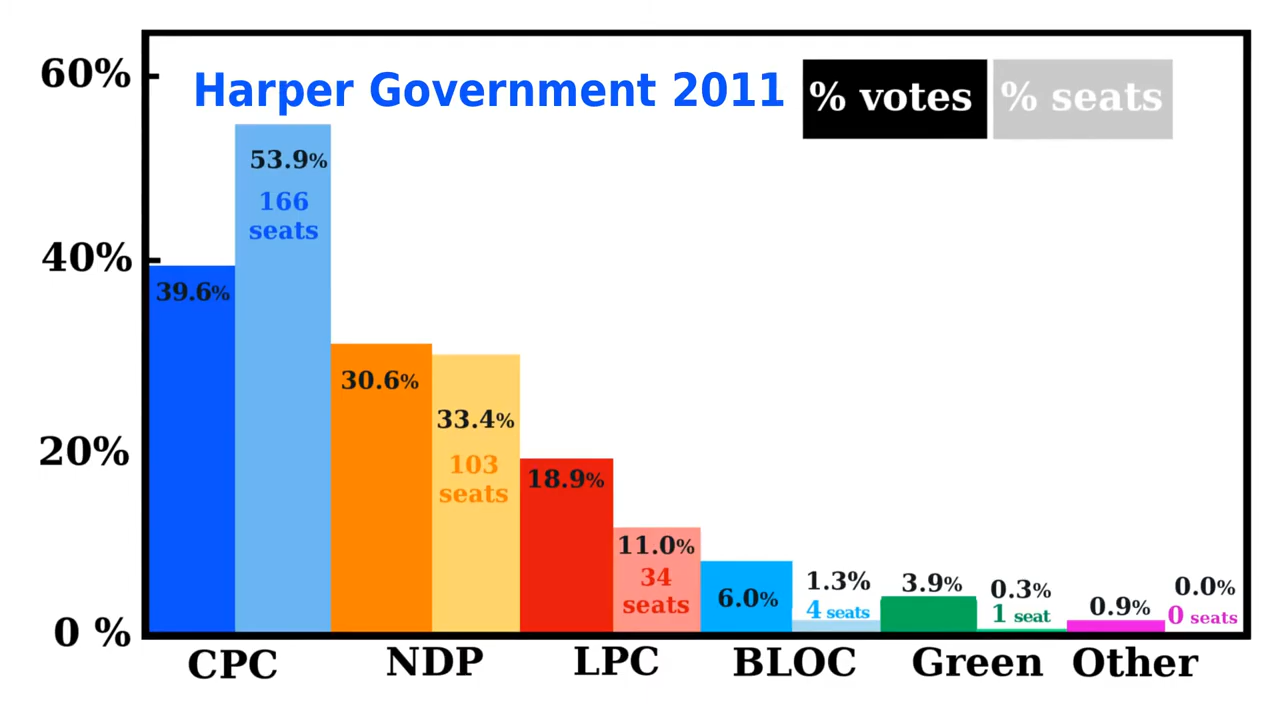 60%
Harper Government 2011
% votes
% seats
53.9%
166
seats
40%
39.6%
30.6%
33.4%
103
seats
20%
18.9%
11.0%
34
seats
6.0%
1.3%
4 seats
3.9%
0.3%
1 seat
0.9%
0.0%
0 seats
0 %
CPC
NDP
LPC
BLOC
Green
Other